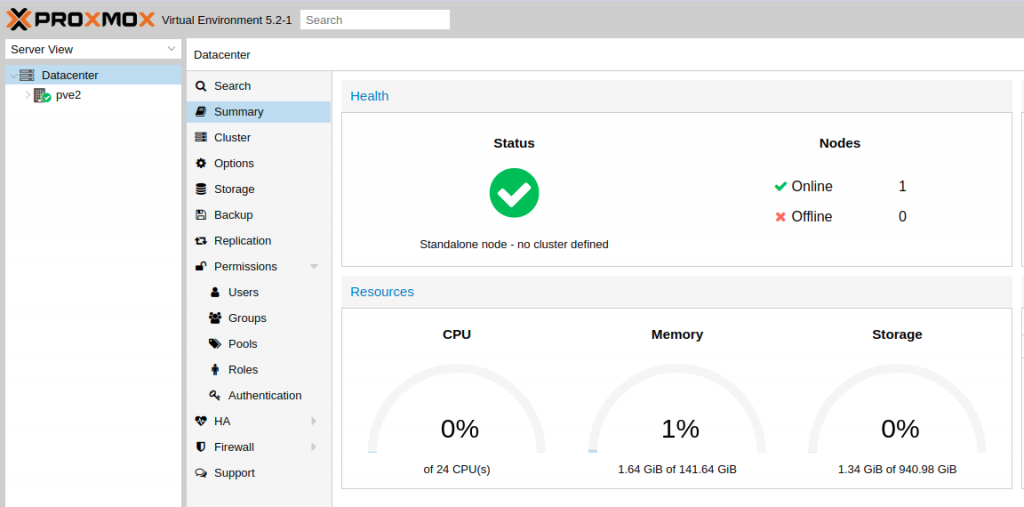 PROXMOX Virtual Environment 5.2-1 Search
Server View
Datacenter
pve2
Datacenter
Search
Summary
Cluster
Options
Storage
Backup
Replication
Permissions
Users
Groups
Pools
Roles
Authentication
HA
Firewall
Support
Health
Status
Standalone node - no cluster defined
Nodes
Online 1
Offline 0
Resources
CPU
0%
of 24 CPU(s)
Memory
1%
1.64 GiB of 141.64 GiB
Storage
0%
1.34 GiB of 940.98 GiB